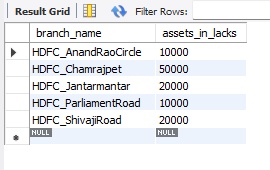 Result Grid Filter Rows:
branch_name assets_in_lacks
HDFC_AnandRaoCircle 10000
HDFC_Chamrajpet 50000
HDFC_Jantarmantar 20000
HDFC_ParliamentRoad 10000
HDFC_ShivajiRoad 20000
NULL NULL